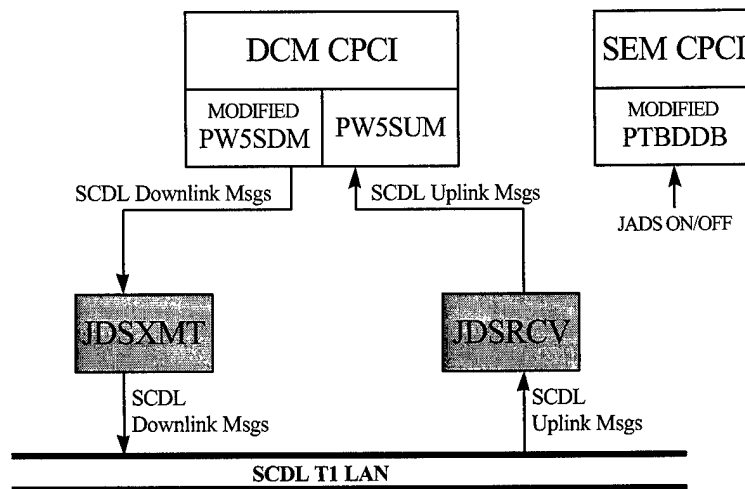 DCM CPCI
MODIFIED
PW5SDM
PW5SUM
SEM CPCI
MODIFIED
PTBDDB
SCDL Downlink Msgs
SCDL Uplink Msgs
JADS ON/OFF
JDSXMT
JDSRCV
SCDL
Downlink Msgs
SCDL
Uplink Msgs
SCDL T1 LAN